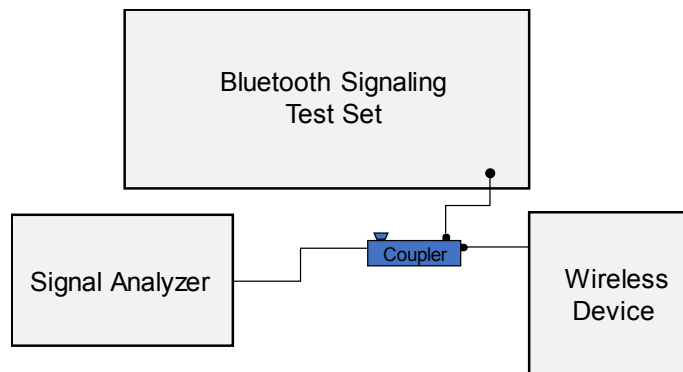 Bluetooth Signaling
Test Set
Signal Analyzer
Coupler
Wireless
Device